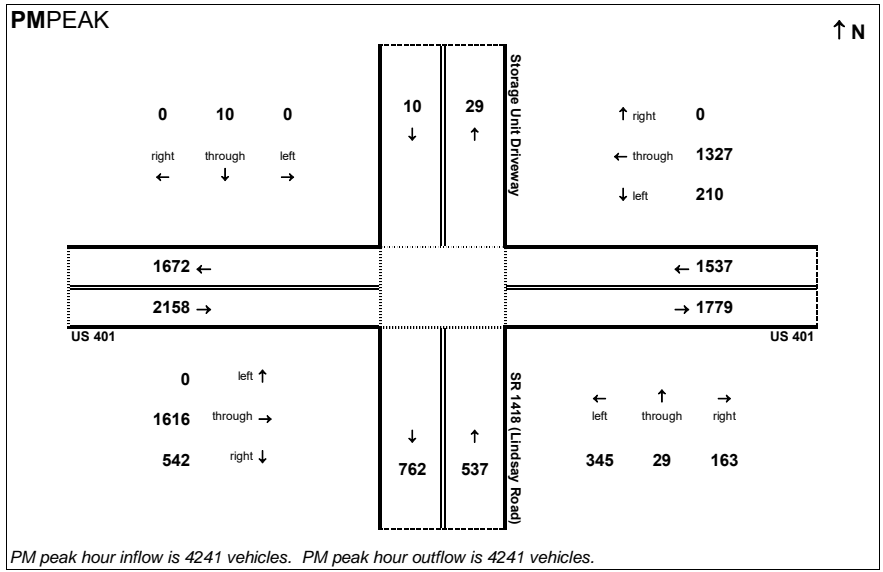 PMPEAK
↑ N
0 10 0
right through left
← ↓ →
10 29
↓ ↑
Storage Unit Driveway
↑ right 0
← through 1327
↓ left 210
1672 ←
← 1537
2158 →
→ 1779
US 401
US 401
0 left ↑
1616 through →
542 right ↓
↓ ↑
762 537
SR 1418 (Lindsay Road)
← ↑ →
left through right
345 29 163
PM peak hour inflow is 4241 vehicles. PM peak hour outflow is 4241 vehicles.